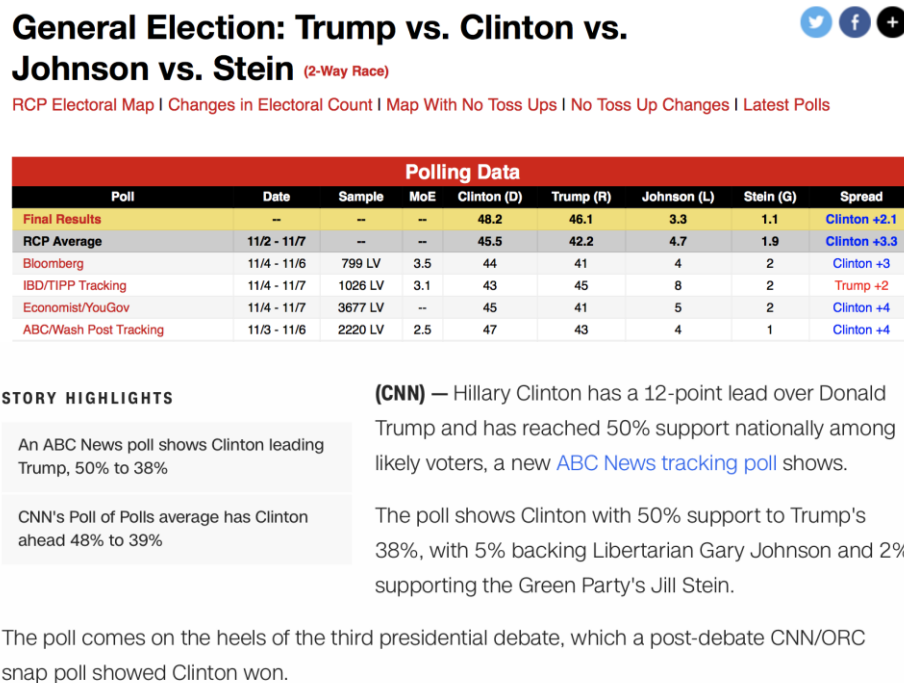 General Election: Trump vs. Clinton vs.
Johnson vs. Stein (2-Way Race)
RCP Electoral Map | Changes in Electoral Count | Map With No Toss Ups | No Toss Up Changes | Latest Polls
Polling Data
Poll Date Sample MoE Clinton (D) Trump (R) Johnson (L) Stein (G) Spread
Final Results -- -- -- 48.2 46.1 3.3 1.1 Clinton +2.1
RCP Average 11/2 - 11/7 -- -- 45.5 42.2 4.7 1.9 Clinton +3.3
Bloomberg 11/4 - 11/6 799 LV 3.5 44 41 4 2 Clinton +3
IBD/TIPP Tracking 11/4 - 11/7 1026 LV 3.1 43 45 8 2 Trump +2
Economist/YouGov 11/4 - 11/7 3677 LV -- 45 41 5 2 Clinton +4
ABC/Wash Post Tracking 11/3 - 11/6 2220 LV 2.5 47 43 4 1 Clinton +4
STORY HIGHLIGHTS
An ABC News poll shows Clinton leading
Trump, 50% to 38%
CNN's Poll of Polls average has Clinton
ahead 48% to 39%
(CNN) — Hillary Clinton has a 12-point lead over Donald
Trump and has reached 50% support nationally among
likely voters, a new ABC News tracking poll shows.
The poll shows Clinton with 50% support to Trump's
38%, with 5% backing Libertarian Gary Johnson and 2%
supporting the Green Party's Jill Stein.
The poll comes on the heels of the third presidential debate, which a post-debate CNN/ORC
snap poll showed Clinton won.